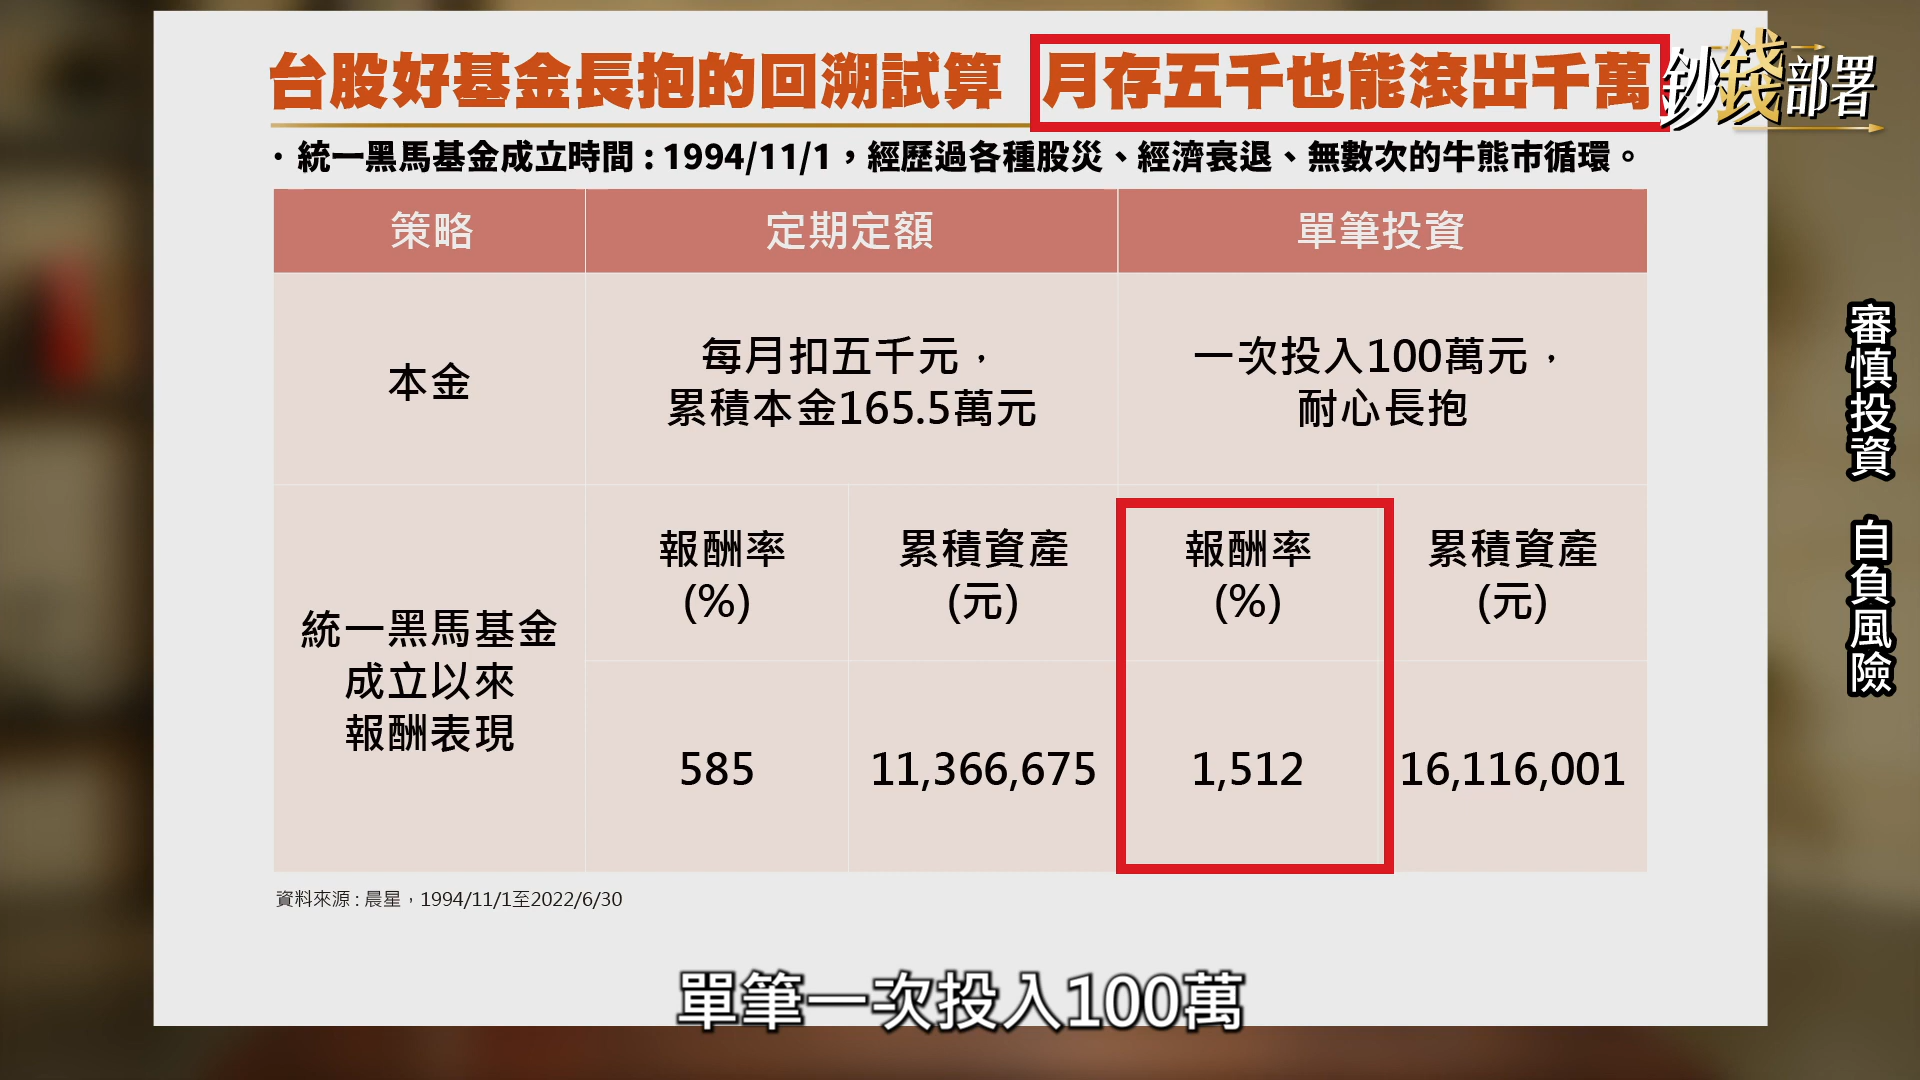 台股好基金長抱的回溯試算 月存五千也能滾出千萬
鈔錢部署
·統一黑馬基金成立時間：1994/11/1，經歷過各種股災、經濟衰退、無數次的牛熊市循環。
策略 定期定額 單筆投資
本金
每月扣五千元，
累積本金165.5萬元
一次投入100萬元，
耐心長抱
統一黑馬基金
成立以來
報酬表現
報酬率
(%)
累積資產
(元)
報酬率
(%)
累積資產
(元)
585 11,366,675 1,512 16,116,001
資料來源：晨星，1994/11/1至2022/6/30
審慎投資 自負風險
單筆一次投入100萬